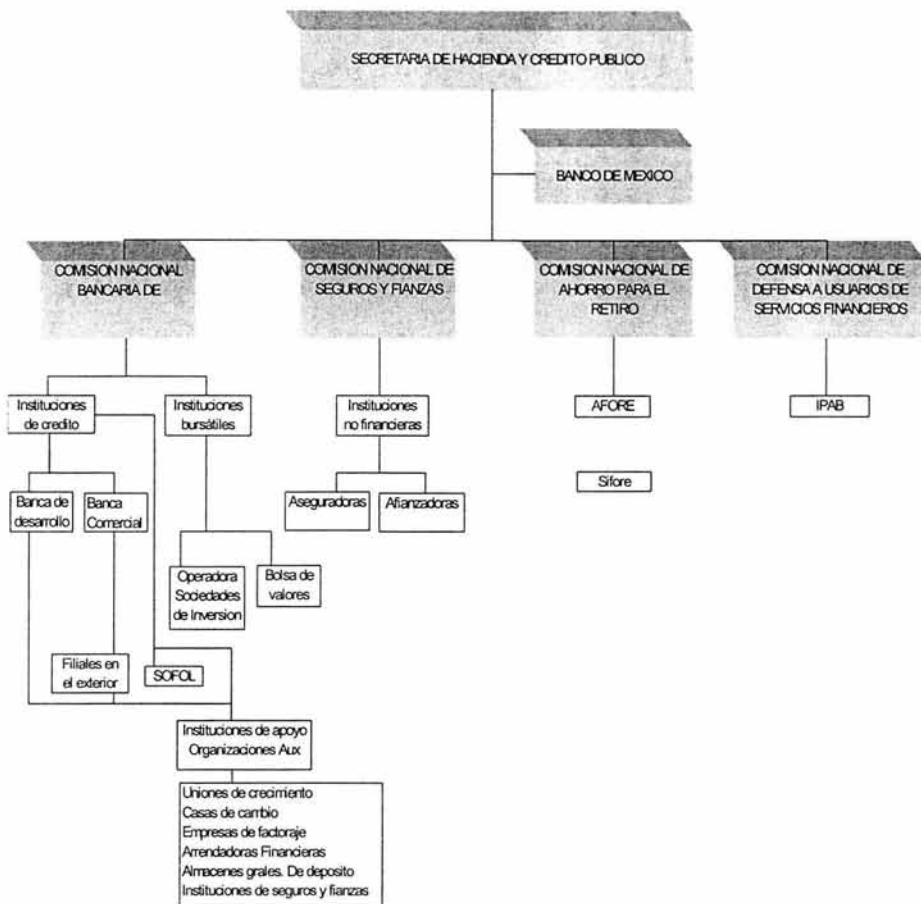 SECRETARIA DE HACIENDA Y CREDITO PUBLICO
BANCO DE MEXICO
COMISION NACIONAL
BANCARIA DE
COMISION NACIONAL DE
SEGUROS Y FIANZAS
COMISION NACIONAL DE
AHORRO PARA EL
RETIRO
COMISION NACIONAL DE
DEFENSA A USUARIOS DE
SERVICIOS FINANCIEROS
Instituciones
de credito
Instituciones
bursátiles
Instituciones
no financieras
AFORE
IPAB
Banca de
desarrollo
Banca
Comercial
Aseguradoras
Afianzadoras
Sifore
Operadora
Sociedades
de Inversion
Bolsa de
valores
Filiales en
el exterior
SOFOL
Instituciones de apoyo
Organizaciones Aux
Uniones de crecimiento
Casas de cambio
Empresas de factoraje
Arrendadoras Financieras
Almacenes grales. De deposito
Instituciones de seguros y fianzas